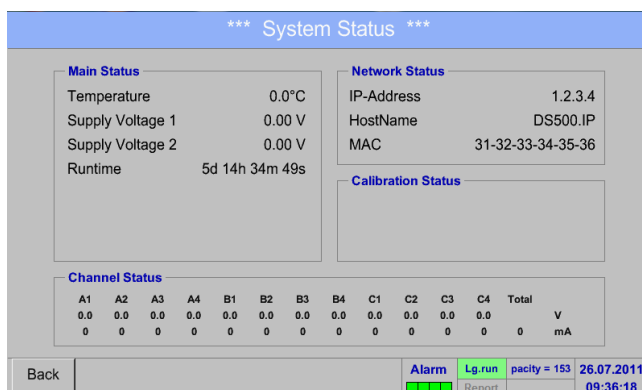 *** System Status ***
Main Status
Temperature 0.0°C
Supply Voltage 1 0.00 V
Supply Voltage 2 0.00 V
Runtime 5d 14h 34m 49s
Network Status
IP-Address 1.2.3.4
HostName DS500.IP
MAC 31-32-33-34-35-36
Calibration Status
Channel Status
A1 A2 A3 A4 B1 B2 B3 B4 C1 C2 C3 C4 Total
0.0 0.0 0.0 0.0 0.0 0.0 0.0 0.0 0.0 0.0 0.0 0.0 V
0 0 0 0 0 0 0 0 0 0 0 0 0 mA
Back
Alarm Lg.run pacity = 153 26.07.2011
Report 09:36:18